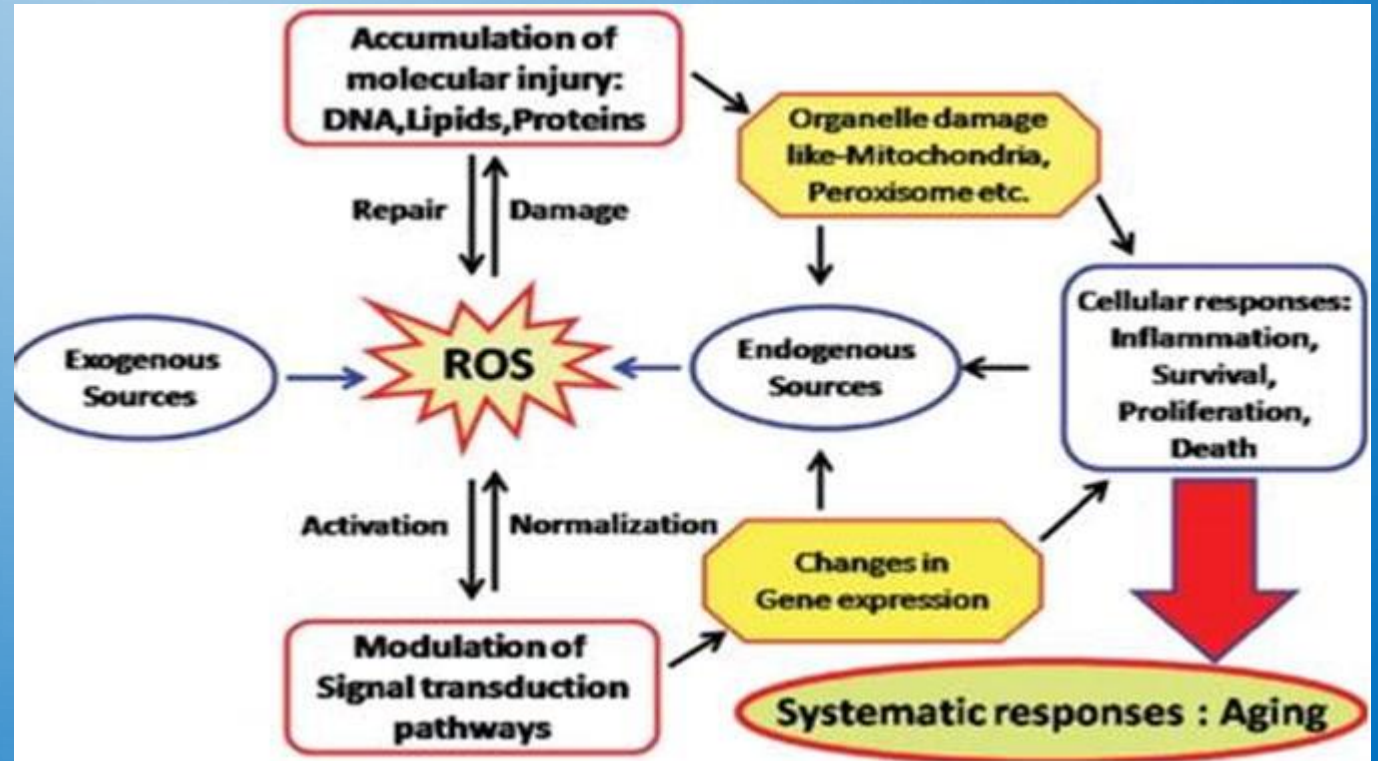 Accumulation of
molecular injury:
DNA,Lipids,Proteins
Organelle damage
like-Mitochondria,
Peroxisome etc.
Repair
Damage
Cellular responses:
Inflammation,
Survival,
Proliferation,
Death
Exogenous
Sources
ROS
Endogenous
Sources
Activation
Normalization
Changes in
Gene expression
Modulation of
Signal transduction
pathways
Systematic responses : Aging